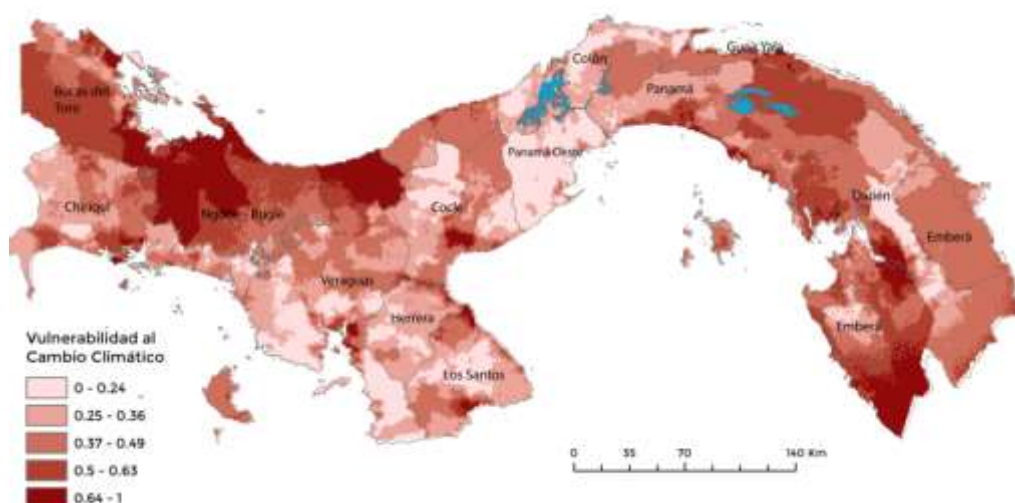 Guna Yala
Colón
Bocas del
Toro
Panamá
Panamá Oeste
Chiriquí
Ngäbe - Buglé
Coclé
Darién
Emberá
Veraguas
Herrera
Emberá
Los Santos
Vulnerabilidad al
Cambio Climático
0 - 0.24
0.25 - 0.36
0.37 - 0.49
0.5 - 0.63
0.64 - 1
0 35 70 140 Km